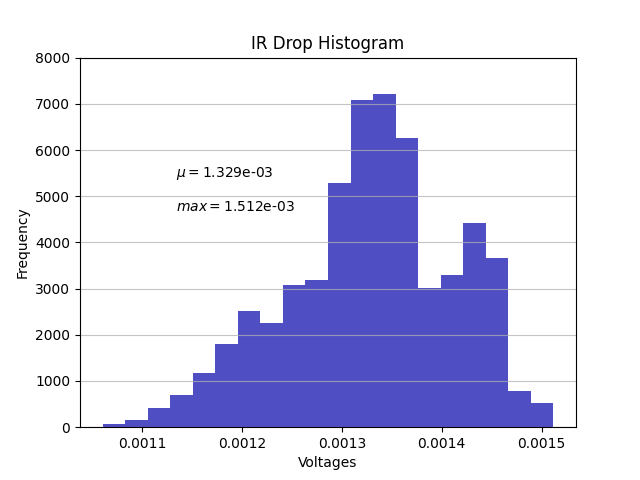 IR Drop Histogram
8000
7000
6000
5000
4000
3000
2000
1000
0
Frequency
μ = 1.329e-03
max = 1.512e-03
0.0011 0.0012 0.0013 0.0014 0.0015
Voltages